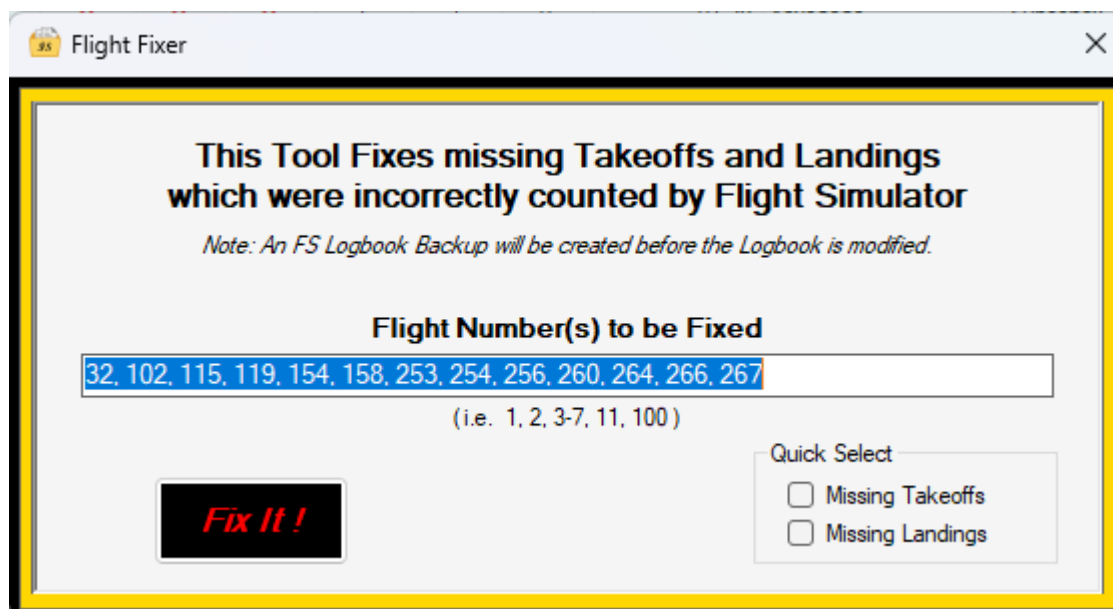 Flight Fixer
This Tool Fixes missing Takeoffs and Landings
which were incorrectly counted by Flight Simulator
Note: An FS Logbook Backup will be created before the Logbook is modified.
Flight Number(s) to be Fixed
32, 102, 115, 119, 154, 158, 253, 254, 256, 260, 264, 266, 267
( i.e. 1, 2, 3-7, 11, 100 )
Quick Select
Missing Takeoffs
Missing Landings
Fix It !